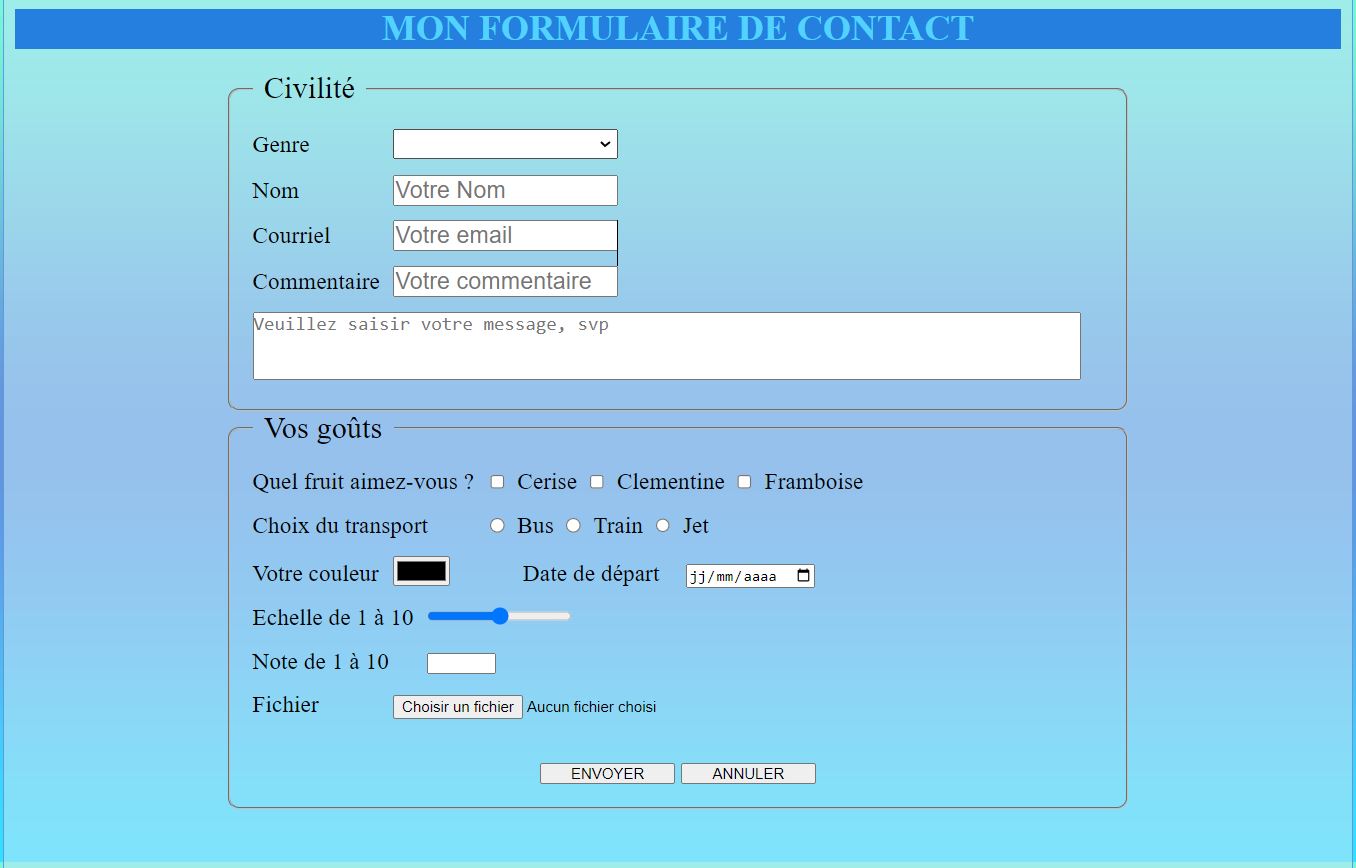 MON FORMULAIRE DE CONTACT
Civilité
Genre
Nom Votre Nom
Courriel Votre email
Commentaire Votre commentaire
Veuillez saisir votre message, svp
Vos goûts
Quel fruit aimez-vous ? Cerise Clementine Framboise
Choix du transport Bus Train Jet
Votre couleur Date de départ jj/mm/aaaa
Echelle de 1 à 10
Note de 1 à 10
Fichier Choisir un fichier Aucun fichier choisi
ENVOYER ANNULER